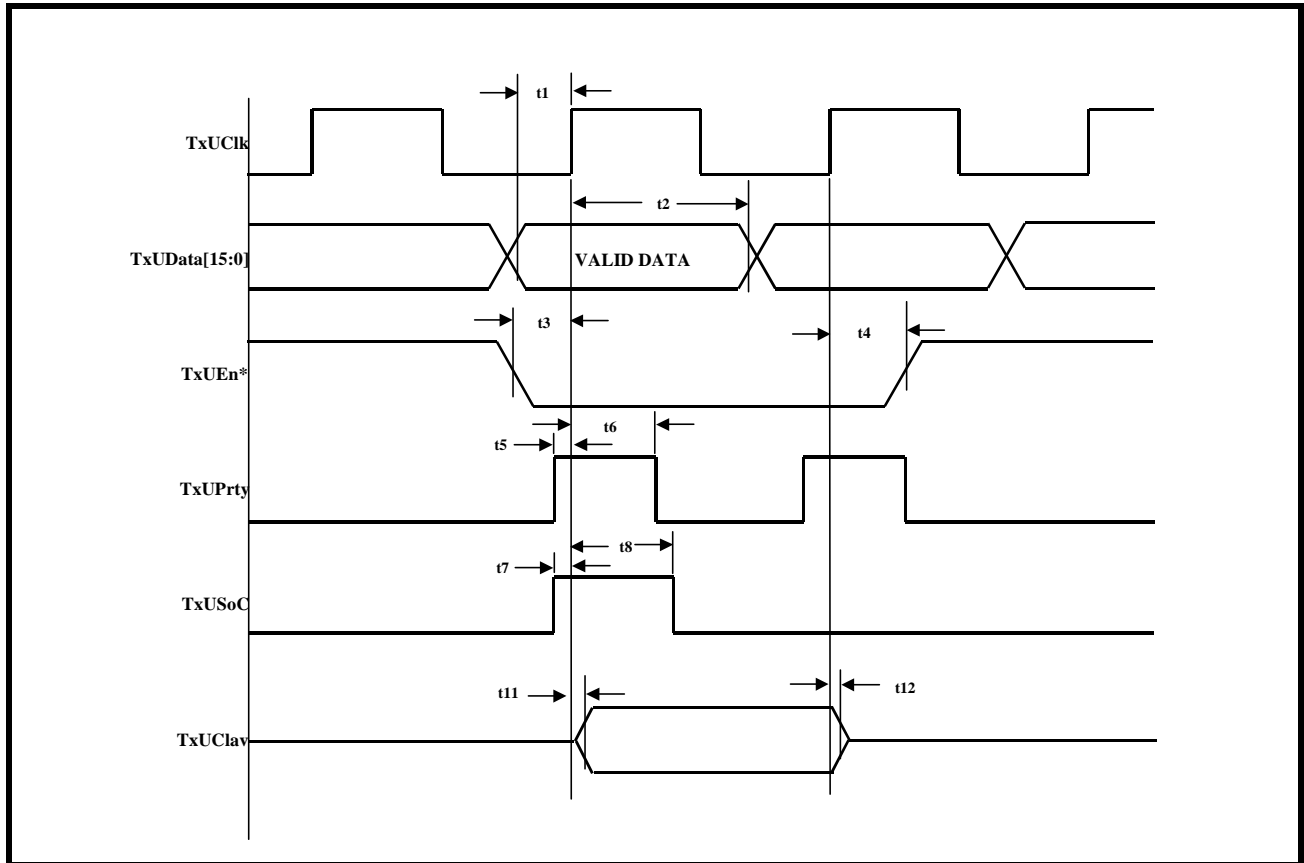 t1
TxUClk
t2
TxUData[15:0]
VALID DATA
t3
t4
TxUEn*
t6
t5
TxUPrty
t8
t7
TxUSoC
t11
t12
TxUClav